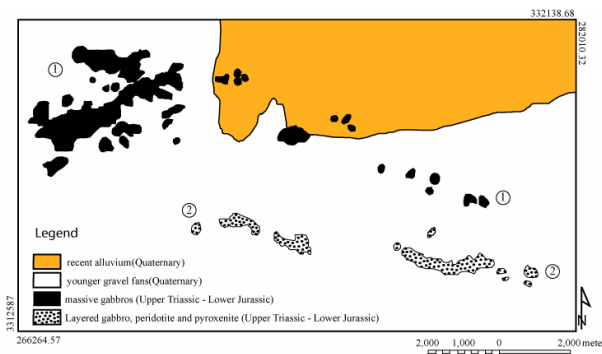 332138.68
282010.32
1
2
1
2
Legend
recent alluvium(Quaternary)
younger gravel fans(Quaternary)
massive gabbros (Upper Triassic - Lower Jurassic)
Layered gabbro, peridotite and pyroxenite (Upper Triassic - Lower Jurassic)
3312587
266264.57
N
2,000 1,000 0 2,000 mete